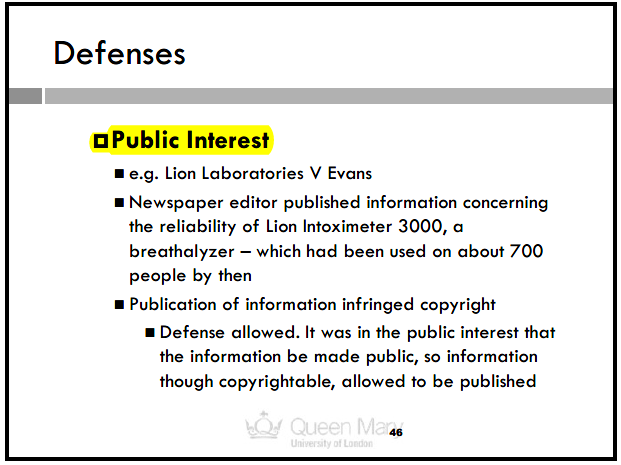 Defenses
Public Interest
e.g. Lion Laboratories V Evans
Newspaper editor published information concerning
the reliability of Lion Intoximeter 3000, a
breathalyzer – which had been used on about 700
people by then
Publication of information infringed copyright
Defense allowed. It was in the public interest that
the information be made public, so information
though copyrightable, allowed to be published
Queen Mary
University of London
46